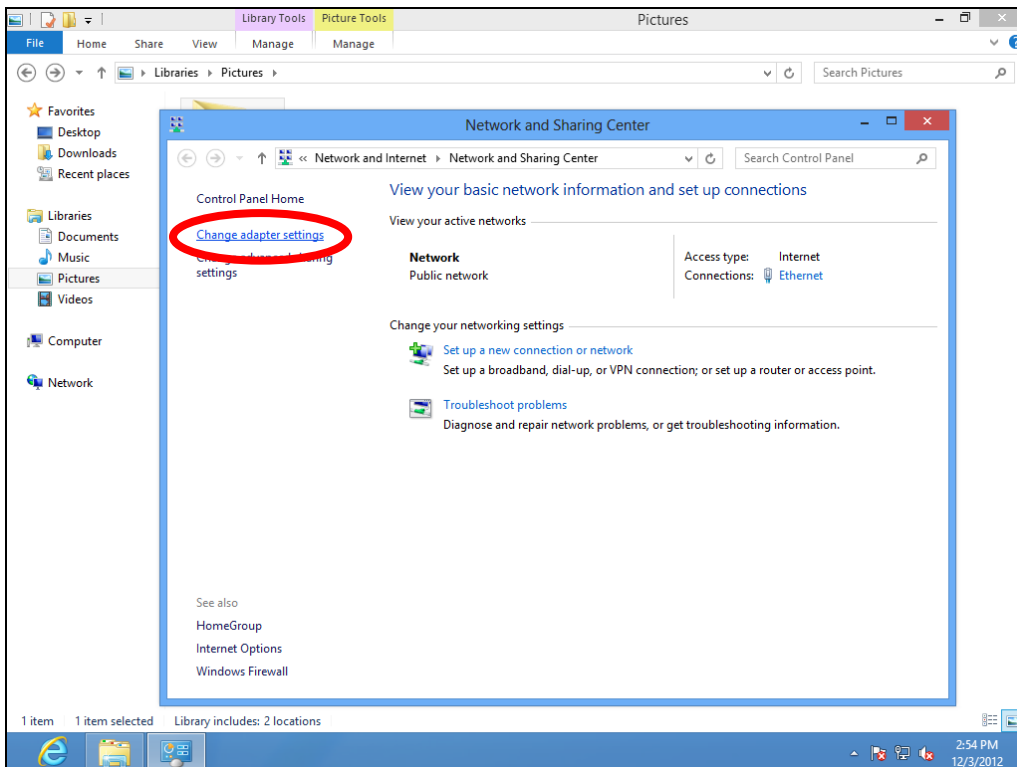 Library Tools Picture Tools Pictures
File Home Share View Manage Manage
Libraries Pictures Search Pictures
Favorites
Desktop
Downloads
Recent places
Libraries
Documents
Music
Pictures
Videos
Computer
Network
Network and Sharing Center
« Network and Internet Network and Sharing Center Search Control Panel
Control Panel Home
Change adapter settings
Change advanced sharing
settings
View your basic network information and set up connections
View your active networks
Network
Public network
Access type: Internet
Connections: Ethernet
Change your networking settings
Set up a new connection or network
Set up a broadband, dial-up, or VPN connection; or set up a router or access point.
Troubleshoot problems
Diagnose and repair network problems, or get troubleshooting information.
See also
HomeGroup
Internet Options
Windows Firewall
1 item 1 item selected Library includes: 2 locations
2:54 PM
12/3/2012